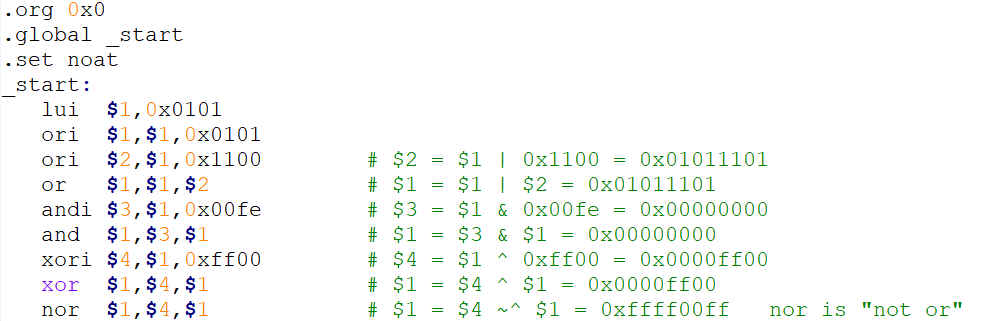 .org 0x0
.global _start
.set noat
_start:
lui $1,0x0101
ori $1,$1,0x0101
ori $2,$1,0x1100 # $2 = $1 | 0x1100 = 0x01011101
or $1,$1,$2 # $1 = $1 | $2 = 0x01011101
andi $3,$1,0x00fe # $3 = $1 & 0x00fe = 0x00000000
and $1,$3,$1 # $1 = $3 & $1 = 0x00000000
xori $4,$1,0xff00 # $4 = $1 ^ 0xff00 = 0x0000ff00
xor $1,$4,$1 # $1 = $4 ^ $1 = 0x0000ff00
nor $1,$4,$1 # $1 = $4 ~^ $1 = 0xffff00ff nor is "not or"